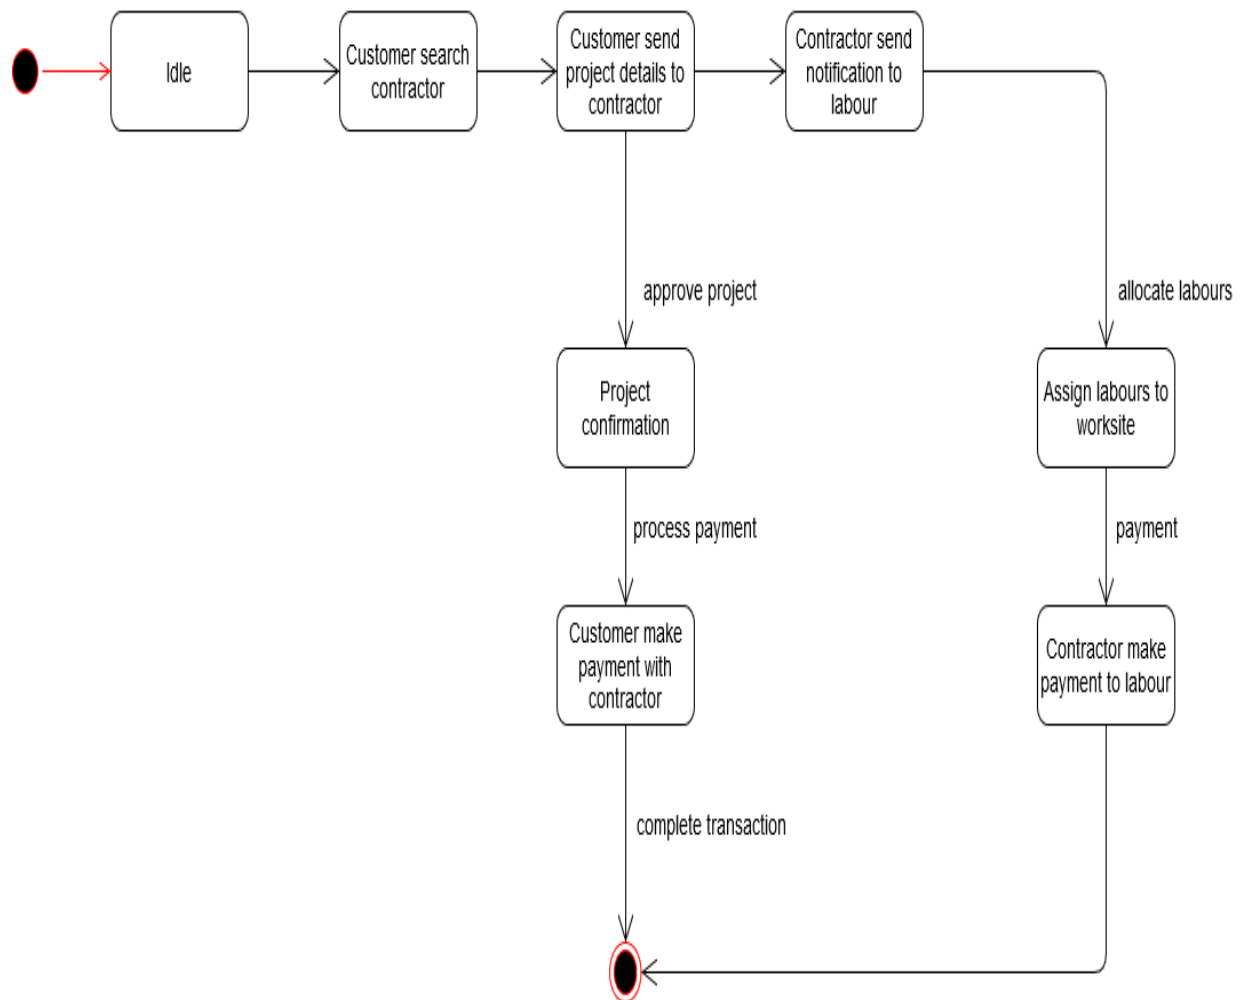 Idle
Customer search
contractor
Customer send
project details to
contractor
Contractor send
notification to
labour
approve project
allocate labours
Project
confirmation
Assign labours to
worksite
process payment
payment
Customer make
payment with
contractor
Contractor make
payment to labour
complete transaction